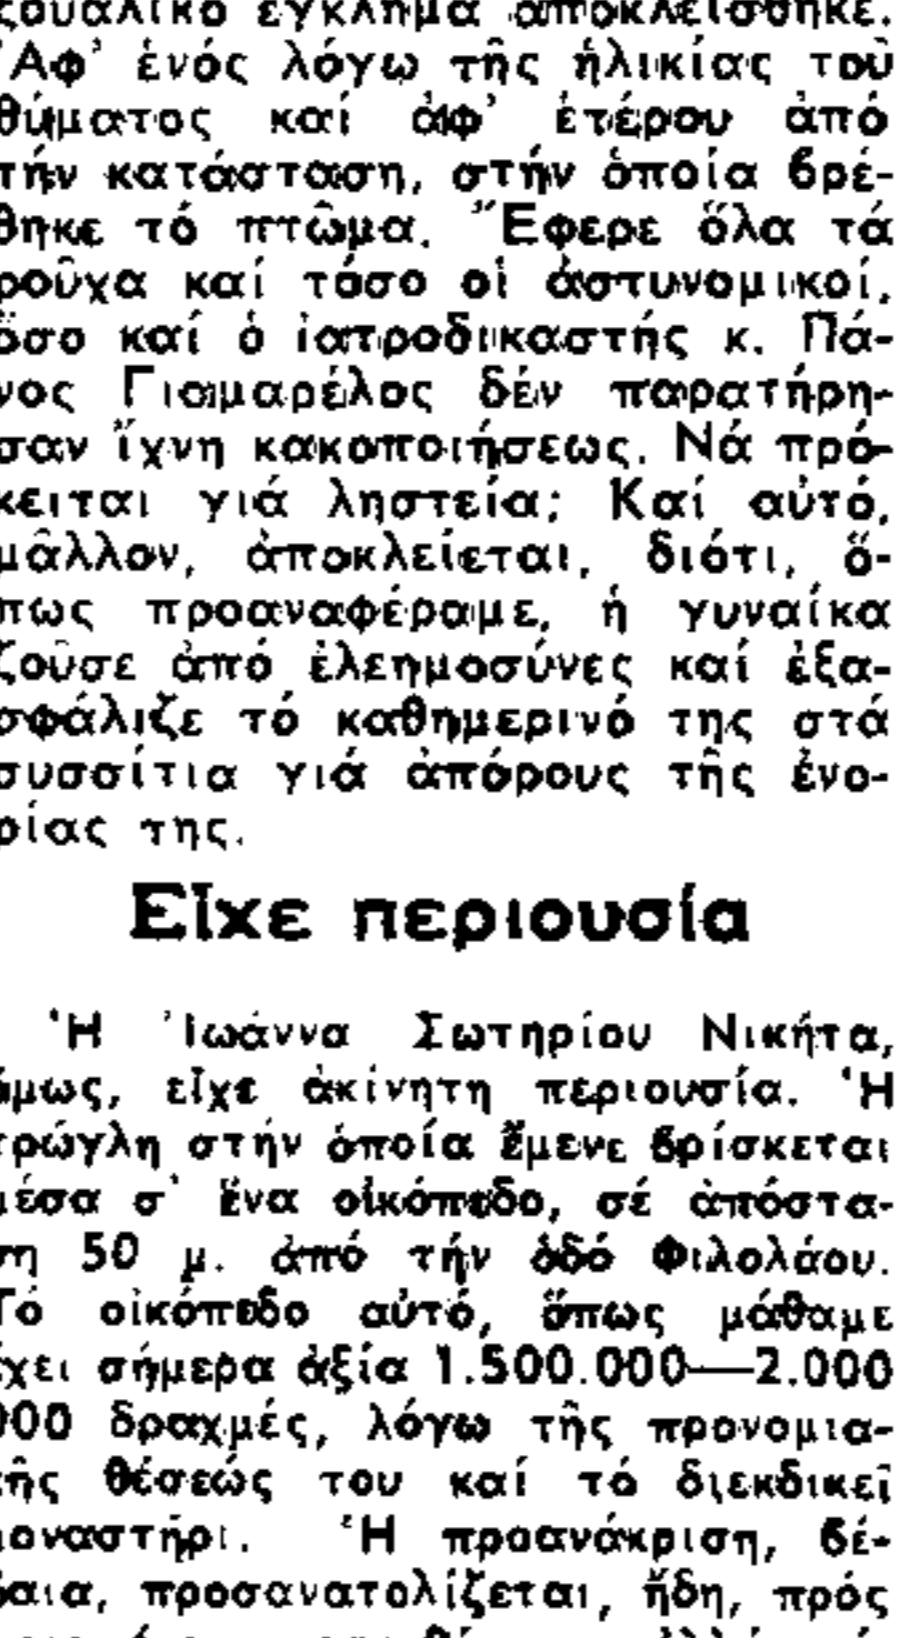 ξουαλικό έγκλημα ἀποκλείσθηκε.
Ἀφ' ἑνός λόγω τῆς ἡλικίας τοῦ
θύματος καί ἀφ' ἑτέρου ἀπό
τήν κατάσταση, στήν ὁποία βρέ-
θηκε τό πτῶμα. Ἔφερε ὅλα τά
ροῦχα καί τόσο οἱ ἀστυνομικοί,
ὅσο καί ὁ ἰατροδικαστής κ. Πά-
νος Γιαμαρέλος δέν παρατήρη-
σαν ἴχνη κακοποιήσεως. Νά πρό-
κειται γιά ληστεία; Καί αὐτό,
μᾶλλον, ἀποκλείεται, διότι, ὅ-
πως προαναφέραμε, ἡ γυναίκα
ζοῦσε ἀπό ἐλεημοσύνες καί ἐξα-
σφάλιζε τό καθημερινό της στά
συσσίτια γιά ἀπόρους τῆς ἐνο-
ρίας της.
Εἶχε περιουσία
Ἡ Ἰωάννα Σωτηρίου Νικήτα,
ὅμως, εἶχε ἀκίνητη περιουσία. Ἡ
τρώγλη στήν ὁποία ἔμενε βρίσκεται
μέσα σ' ἕνα οἰκόπεδο, σέ ἀπόστα-
ση 50 μ. ἀπό τήν ὁδό Φιλολάου.
Τό οἰκόπεδο αὐτό, ὅπως μάθαμε
ἔχει σήμερα ἀξία 1.500.000—2.000
000 δραχμές, λόγω τῆς προνομια-
κῆς θέσεώς του καί τό διεκδικεῖ
μοναστήρι. Ἡ προανάκριση, βέ-
βαια, προσανατολίζεται, ἤδη, πρός